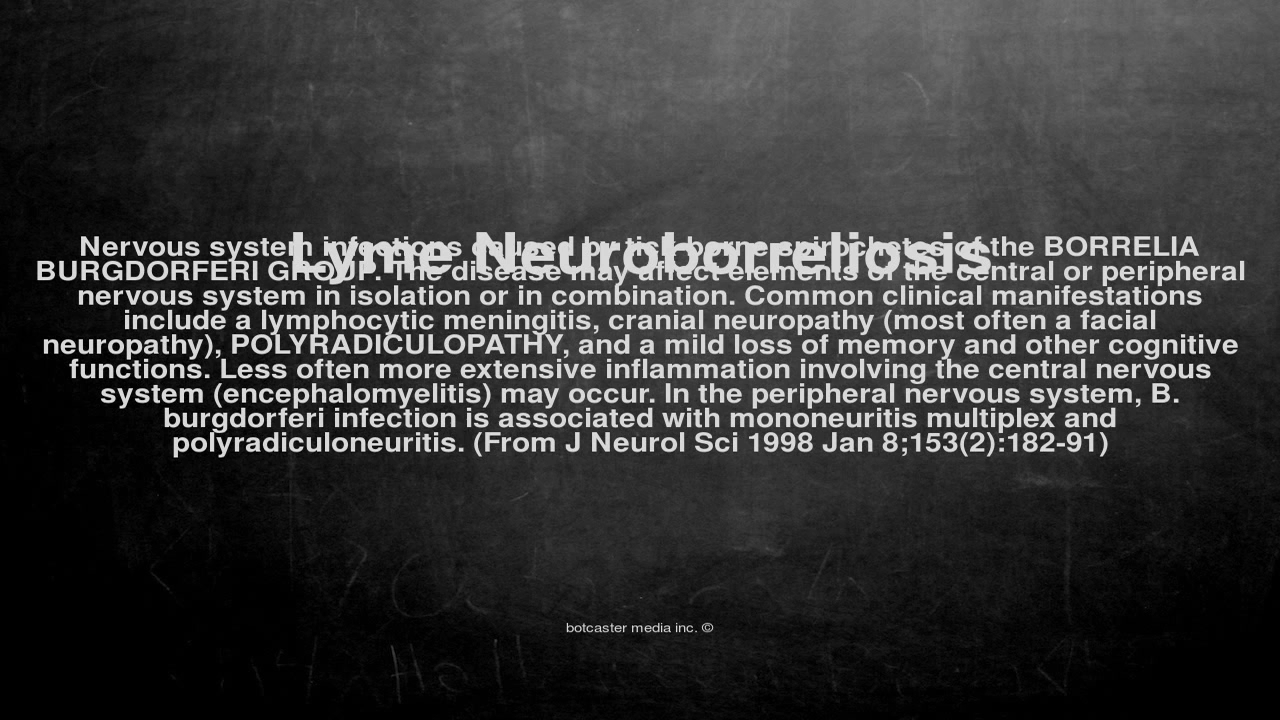 Lyme Neuroborreliosis
Nervous system infections caused by tick-borne spirochetes of the BORRELIA
BURGDORFERI GROUP. The disease may affect elements of the central or peripheral
nervous system in isolation or in combination. Common clinical manifestations
include a lymphocytic meningitis, cranial neuropathy (most often a facial
neuropathy), POLYRADICULOPATHY, and a mild loss of memory and other cognitive
functions. Less often more extensive inflammation involving the central nervous
system (encephalomyelitis) may occur. In the peripheral nervous system, B.
burgdorferi infection is associated with mononeuritis multiplex and
polyradiculoneuritis. (From J Neurol Sci 1998 Jan 8;153(2):182-91)
botcaster media inc. ©